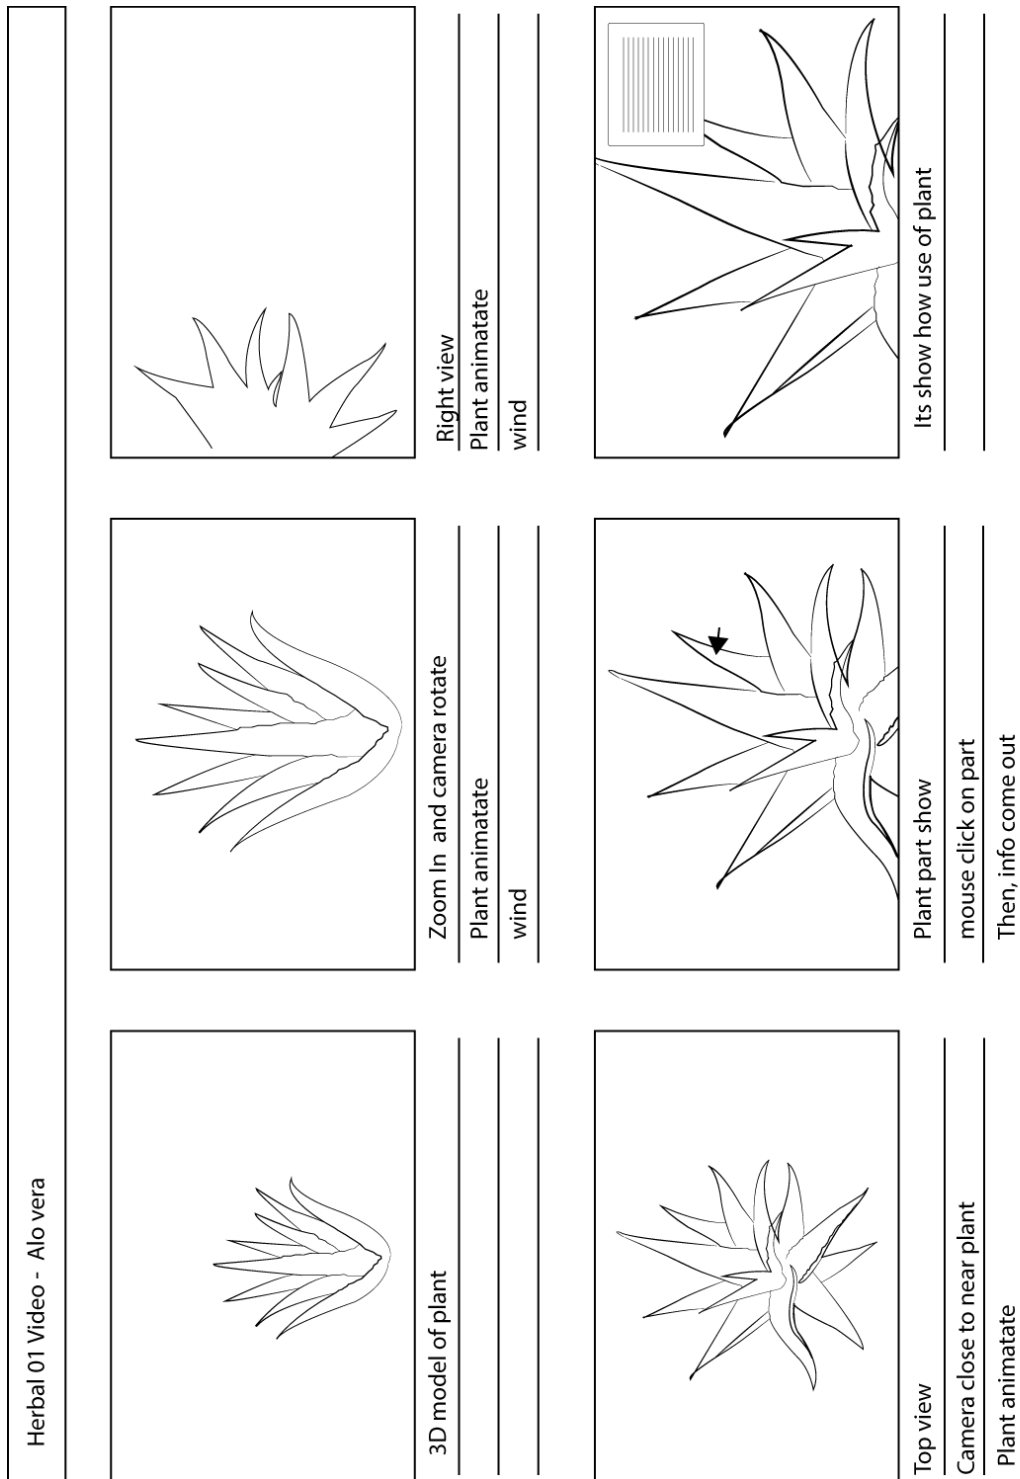 Herbal 01 Video - Alo vera
3D model of plant
Zoom In and camera rotate
Plant animatate
wind
Right view
Plant animatate
wind
Top view
Camera close to near plant
Plant animatate
Plant part show
mouse click on part
Then, info come out
Its show how use of plant